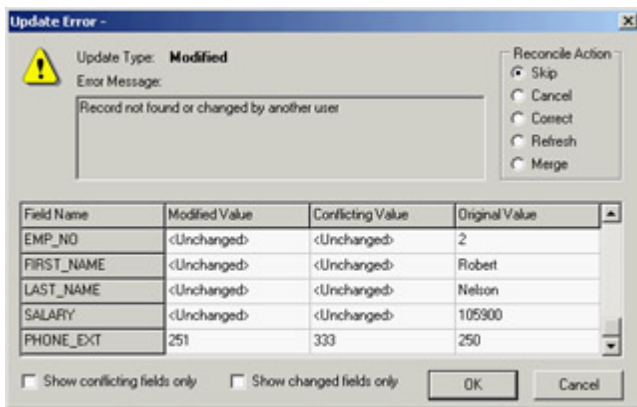 Update Error -
Update Type: Modified
Error Message:
Record not found or changed by another user
Reconcile Action
Skip
Cancel
Correct
Refresh
Merge
Field Name Modified Value Conflicting Value Original Value
EMP_NO <Unchanged> <Unchanged> 2
FIRST_NAME <Unchanged> <Unchanged> Robert
LAST_NAME <Unchanged> <Unchanged> Nelson
SALARY <Unchanged> <Unchanged> 105900
PHONE_EXT 251 333 250
Show conflicting fields only Show changed fields only OK Cancel